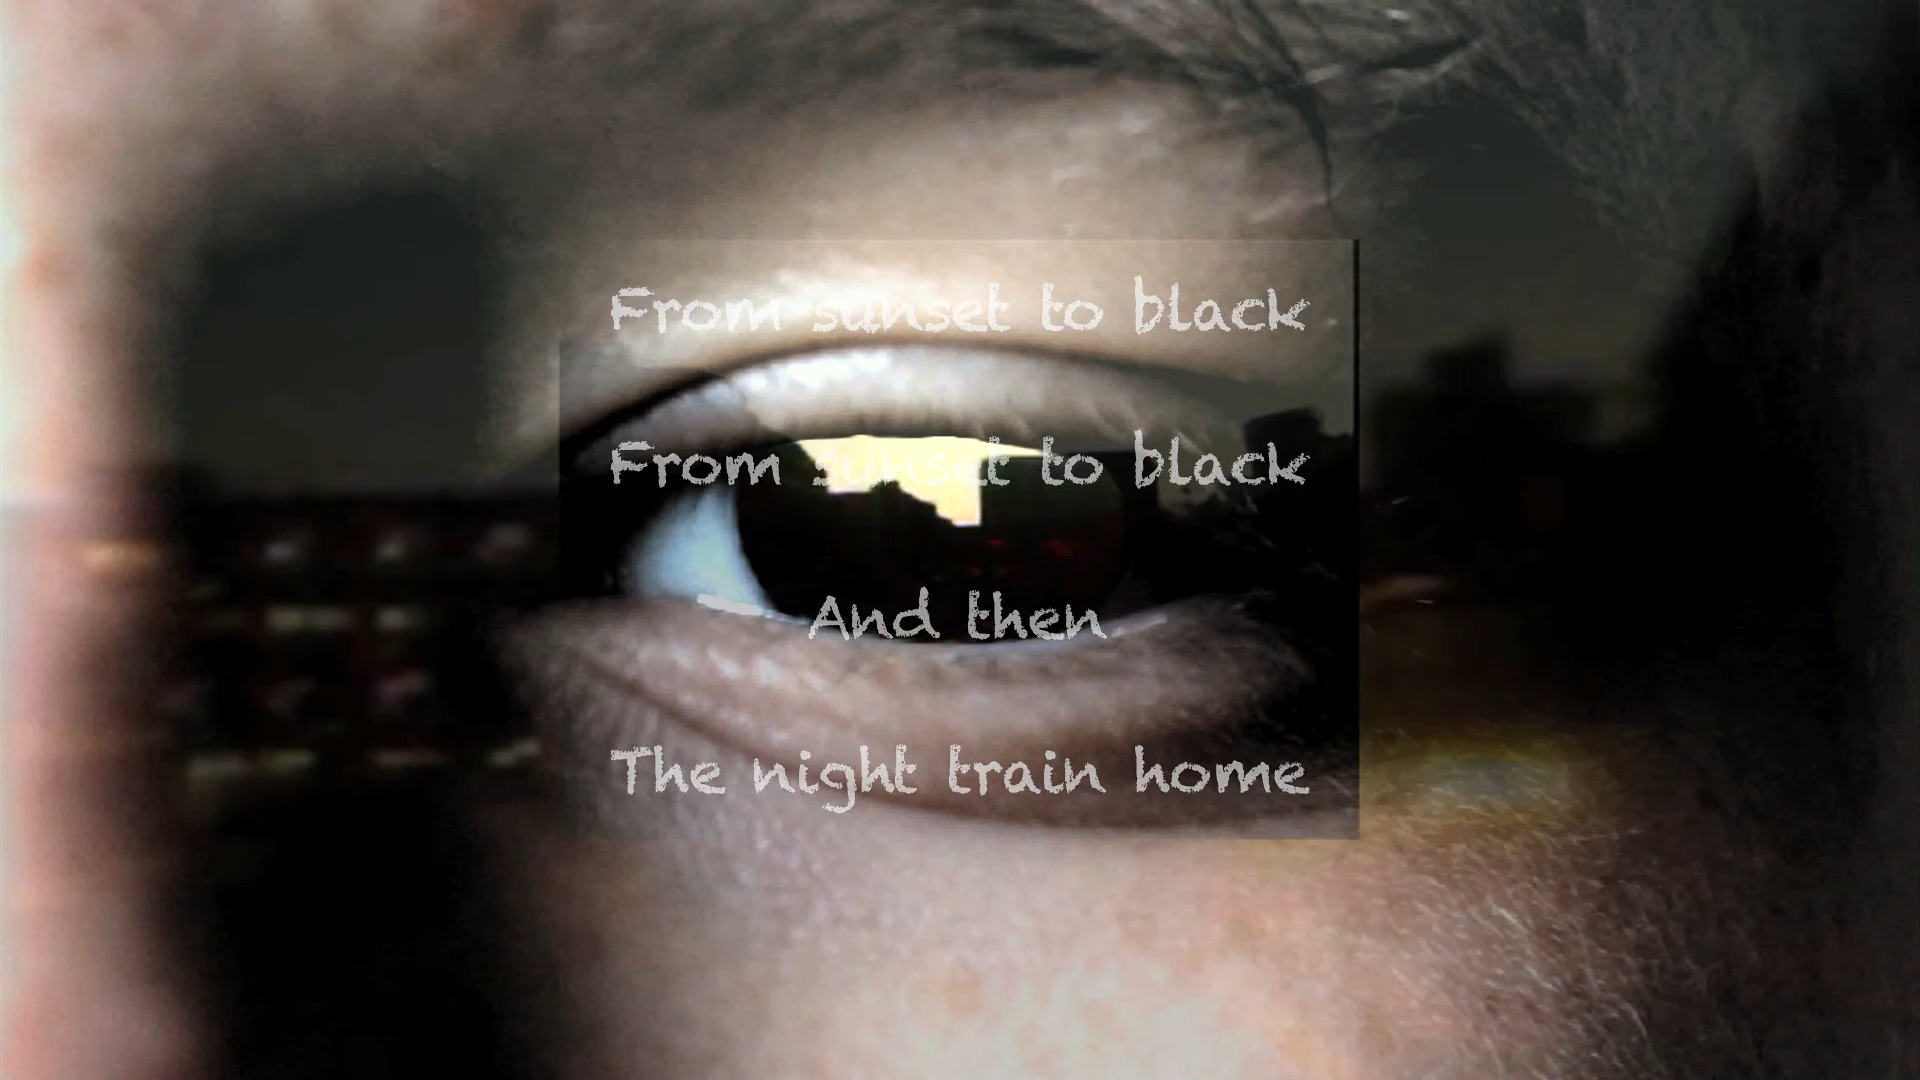 From sunset to black
From sunset to black
And then
The night train home